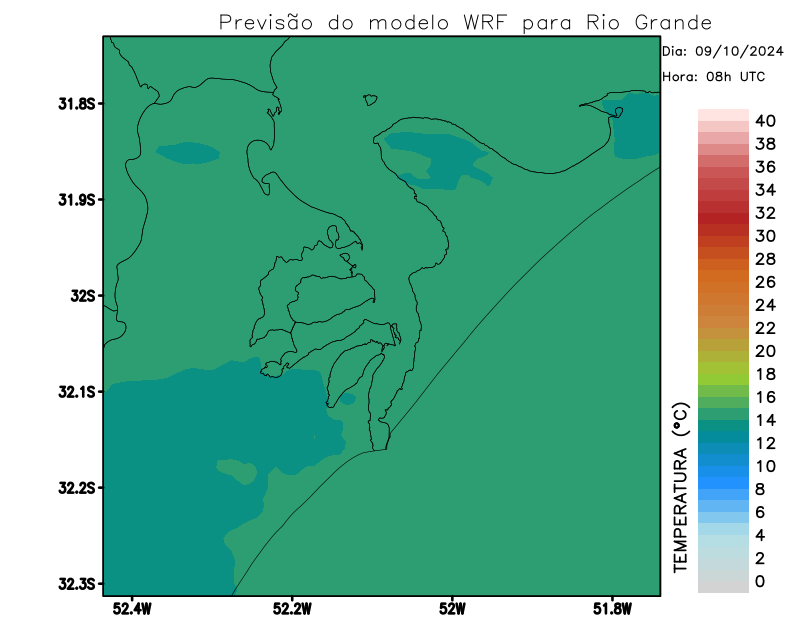 Previsão do modelo WRF para Rio Grande
Dia: 09/10/2024
Hora: 08h UTC
31.8S
31.9S
32S
32.1S
32.2S
32.3S
52.4W
52.2W
52W
51.8W
TEMPERATURA (°C)
40
38
36
34
32
30
28
26
24
22
20
18
16
14
12
10
8
6
4
2
0